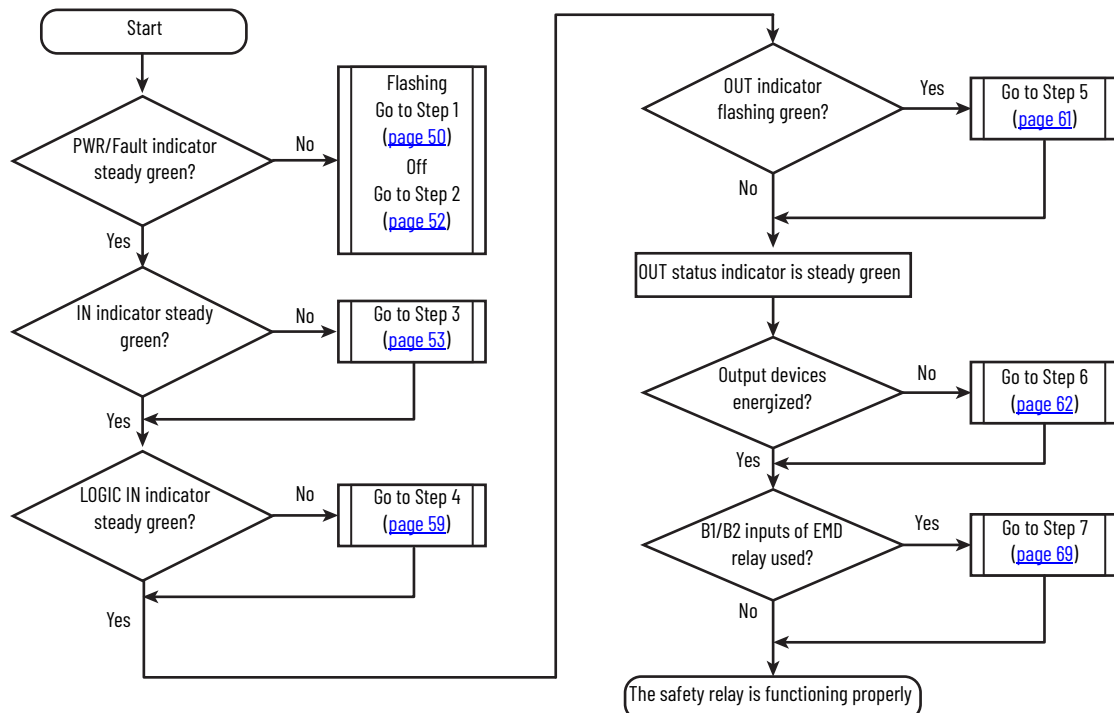 Start
PWR/Fault indicator
steady green?
No
Flashing
Go to Step 1
(page 50)
Off
Go to Step 2
(page 52)
Yes
IN indicator steady
green?
No
Go to Step 3
(page 53)
Yes
LOGIC IN indicator
steady green?
No
Go to Step 4
(page 59)
Yes
OUT indicator
flashing green?
Yes
Go to Step 5
(page 61)
No
OUT status indicator is steady green
Output devices
energized?
No
Go to Step 6
(page 62)
Yes
B1/B2 inputs of EMD
relay used?
Yes
Go to Step 7
(page 69)
No
The safety relay is functioning properly